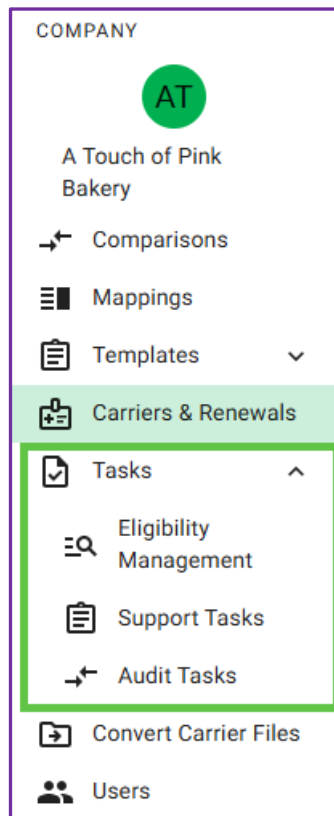 COMPANY
AT
A Touch of Pink
Bakery
Comparisons
Mappings
Templates
Carriers & Renewals
Tasks
Eligibility
Management
Support Tasks
Audit Tasks
Convert Carrier Files
Users